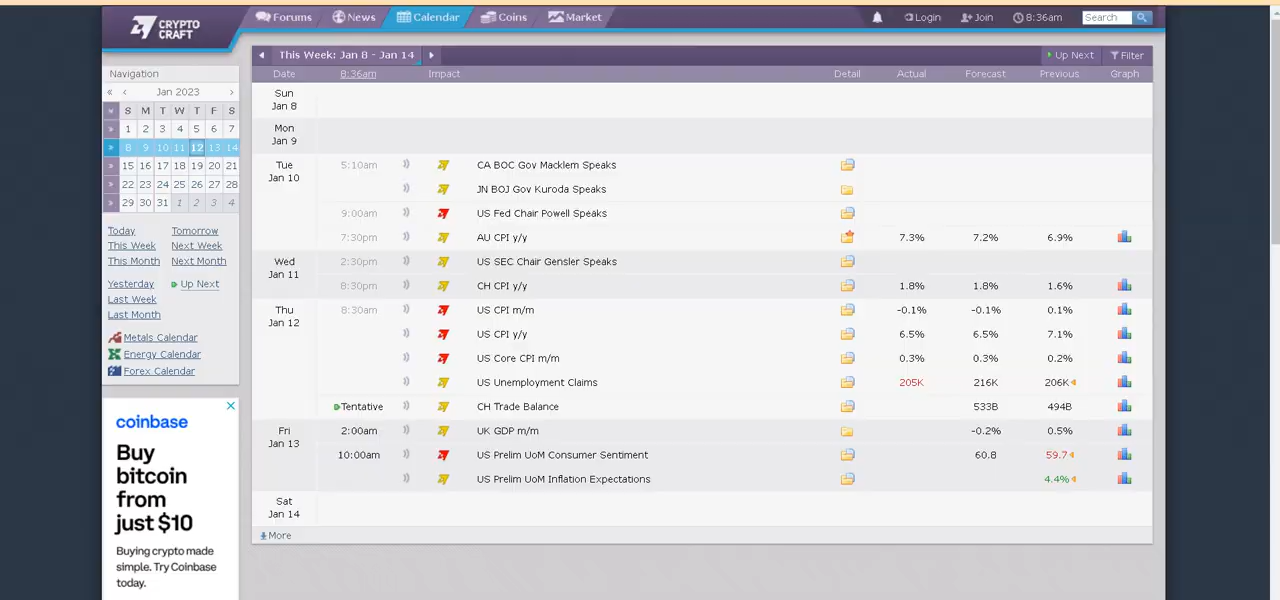 CRYPTO CRAFT
Forums News Calendar Coins Market Login Join 8:36am Search
This Week: Jan 8 - Jan 14 Up Next Filter
Date 8:36am Impact Detail Actual Forecast Previous Graph
Sun Jan 8
Mon Jan 9
Tue Jan 10
5:10am CA BOC Gov Macklem Speaks
JN BOJ Gov Kuroda Speaks
9:00am US Fed Chair Powell Speaks
7:30pm AU CPI y/y 7.3% 7.2% 6.9%
Wed Jan 11
2:30pm US SEC Chair Gensler Speaks
8:30pm CH CPI y/y 1.8% 1.8% 1.6%
Thu Jan 12
8:30am US CPI m/m -0.1% -0.1% 0.1%
US CPI y/y 6.5% 6.5% 7.1%
US Core CPI m/m 0.3% 0.3% 0.2%
US Unemployment Claims 205K 216K 206K
Tentative CH Trade Balance 533B 494B
Fri Jan 13
2:00am UK GDP m/m -0.2% 0.5%
10:00am US Prelim UoM Consumer Sentiment 60.8 59.7
US Prelim UoM Inflation Expectations 4.4%
Sat Jan 14
More
Navigation
« ‹ Jan 2023 ›
S M T W T F S
1 2 3 4 5 6 7
8 9 10 11 12 13 14
15 16 17 18 19 20 21
22 23 24 25 26 27 28
29 30 31 1 2 3 4
Today Tomorrow
This Week Next Week
This Month Next Month
Yesterday Up Next
Last Week
Last Month
Metals Calendar
Energy Calendar
Forex Calendar
coinbase
Buy
bitcoin
from
just $10
Buying crypto made
simple. Try Coinbase
today.